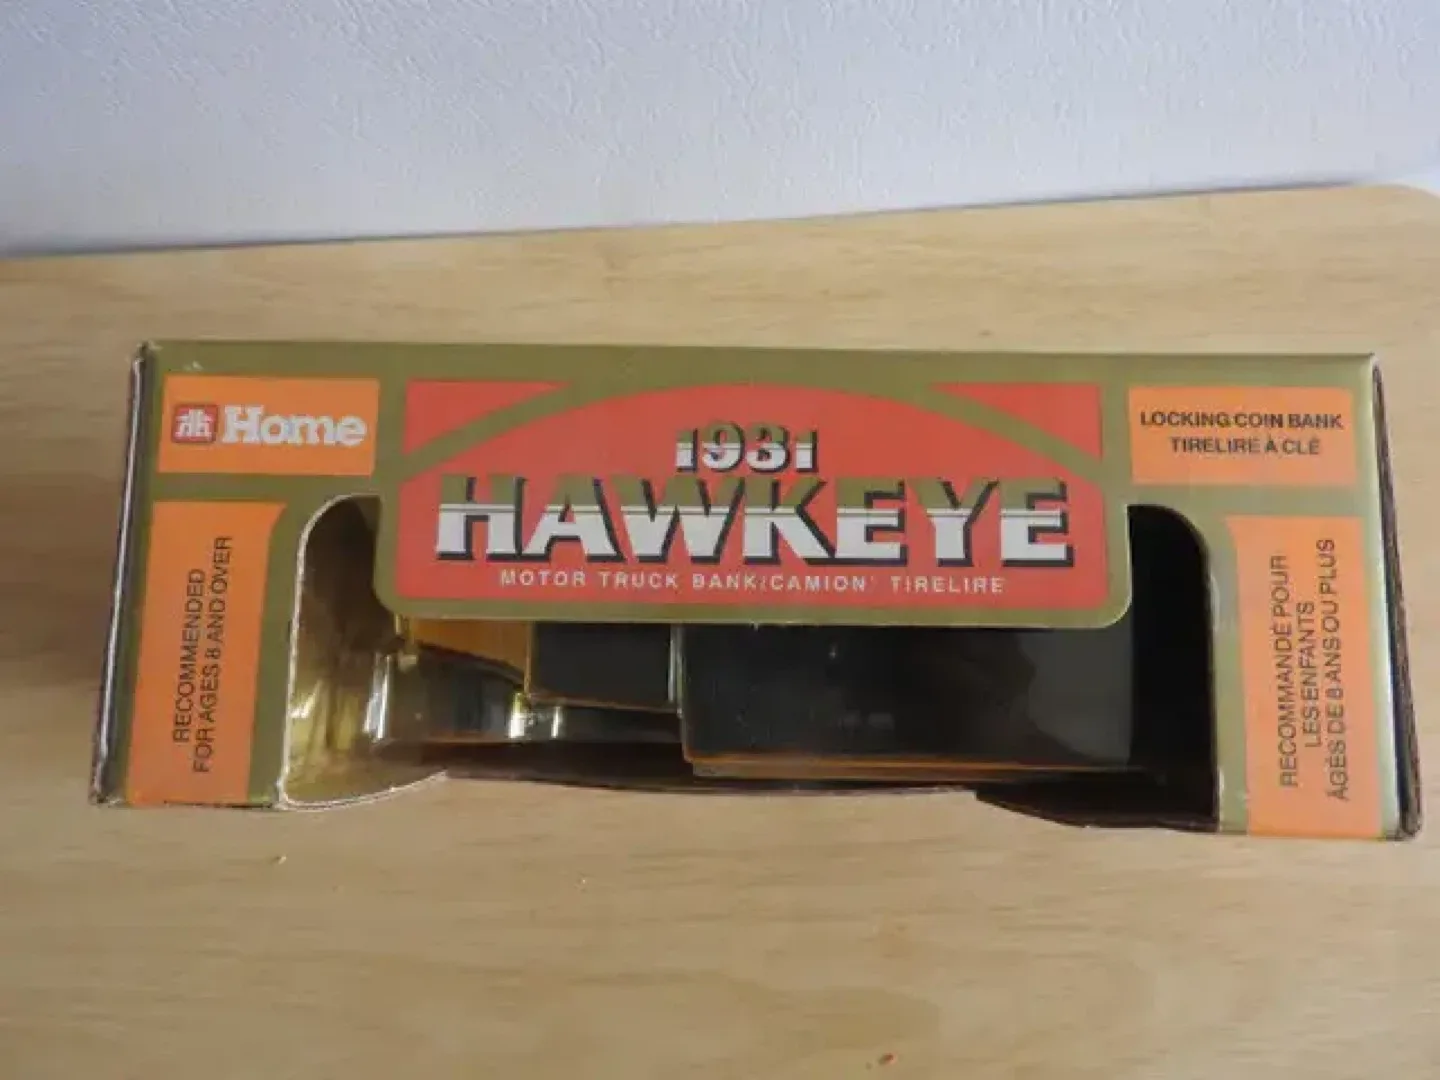 Home
1931
HAWKEYE
MOTOR TRUCK BANK/CAMION' TIRELIRE
LOCKING COIN BANK
TIRELIRE À CLÉ
RECOMMENDED
FOR AGES 8 AND OVER
RECOMMANDÉ POUR
LES ENFANTS
ÂGÉS DE 8 ANS OU PLUS